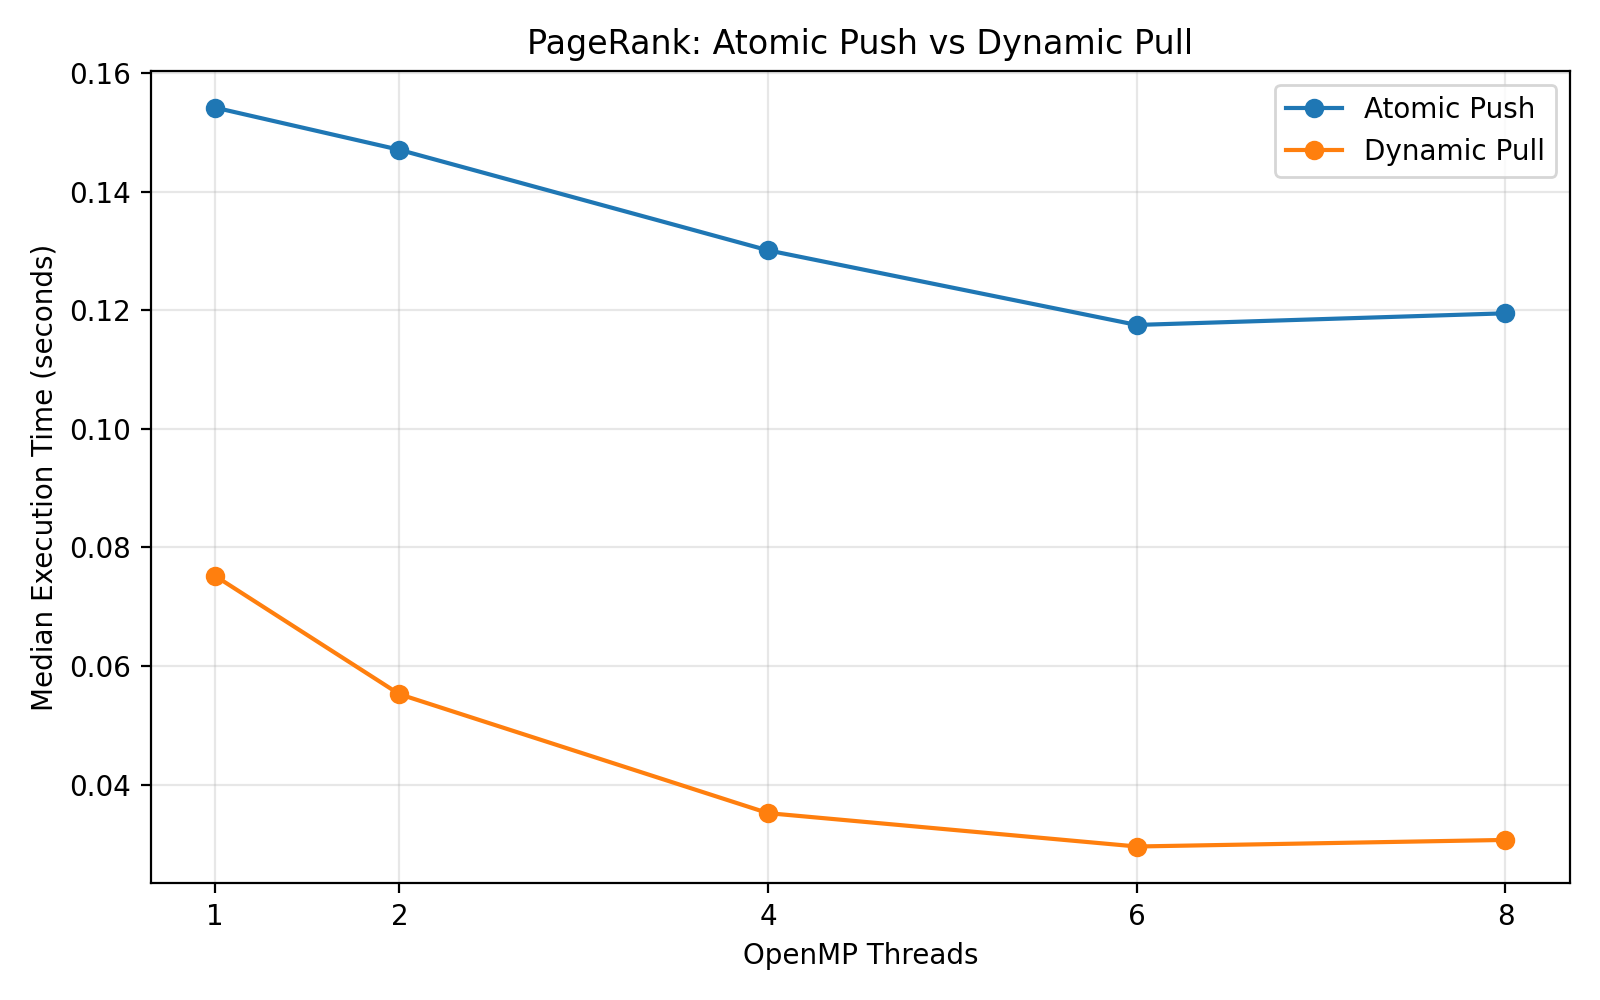 PageRank: Atomic Push vs Dynamic Pull
Atomic Push
Dynamic Pull
Median Execution Time (seconds)
0.16
0.14
0.12
0.10
0.08
0.06
0.04
1 2 4 6 8
OpenMP Threads